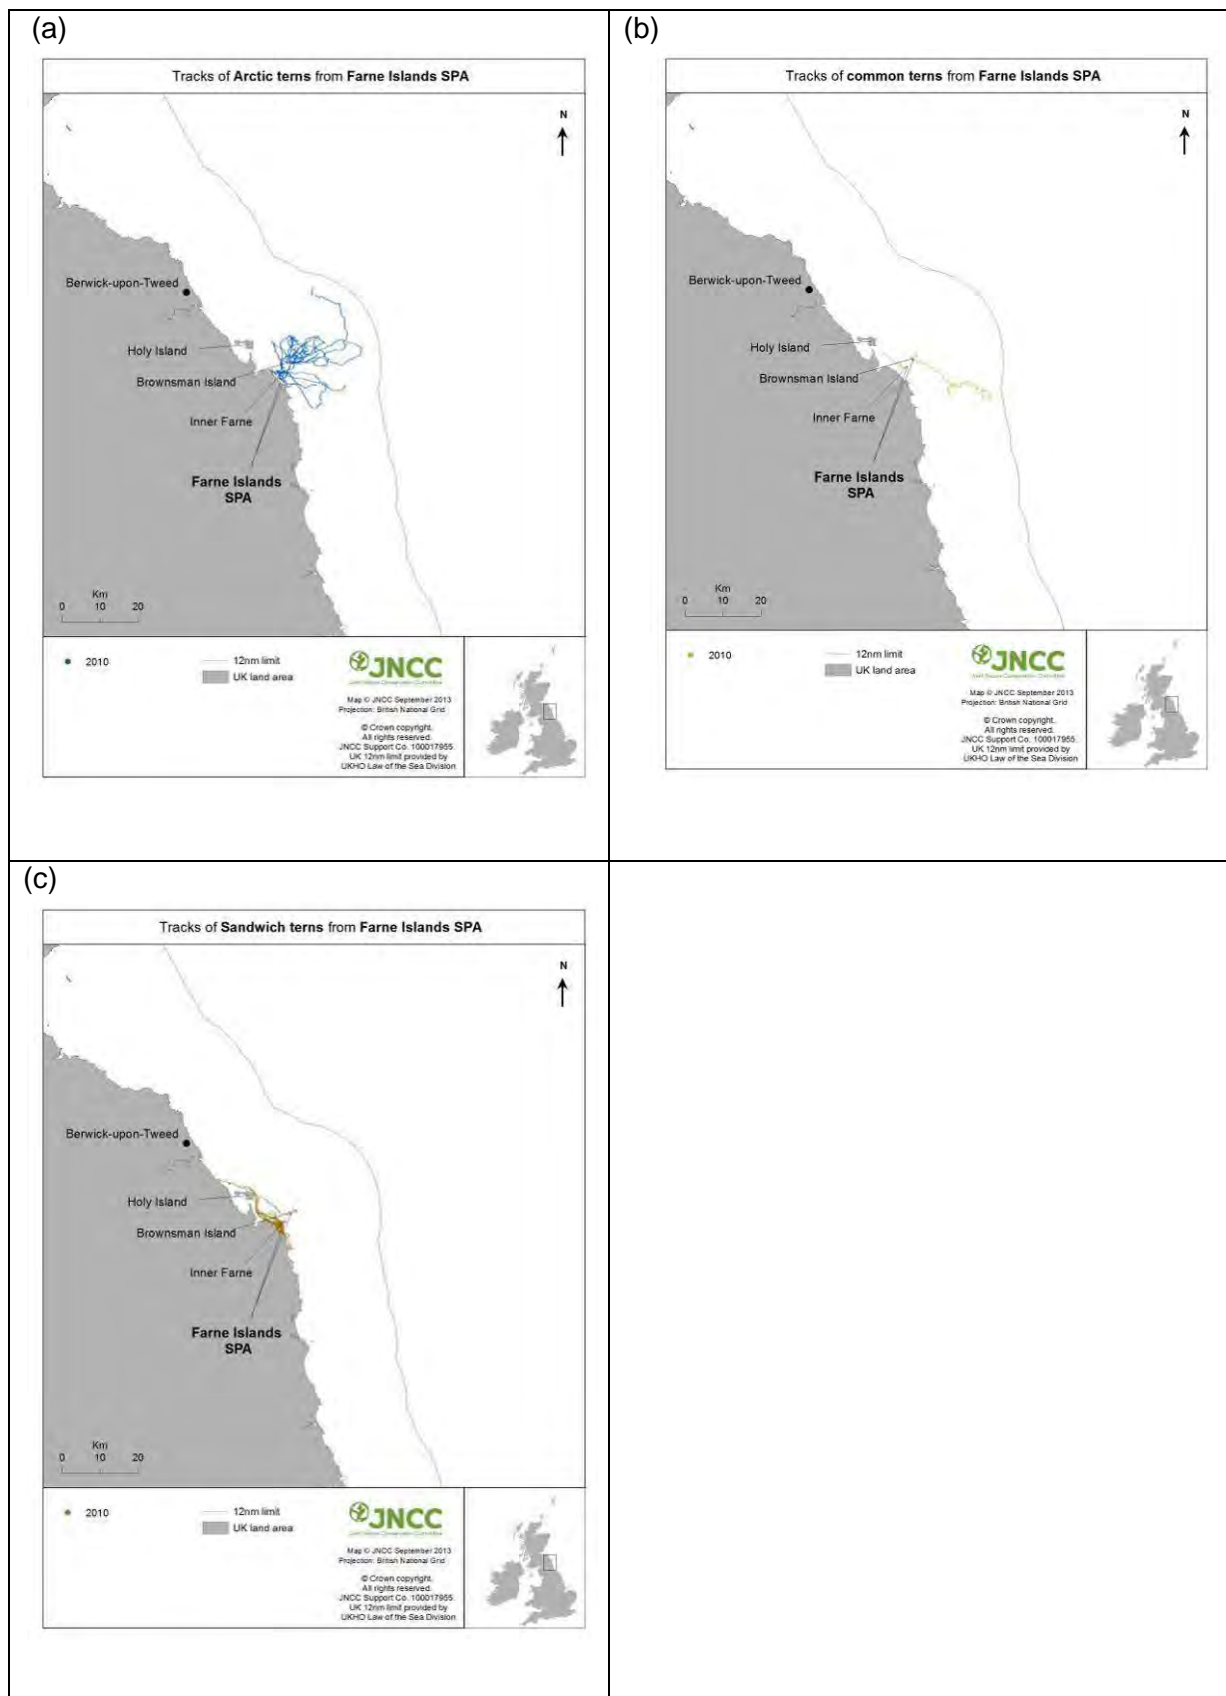 (a)
Tracks of Arctic terns from Farne Islands SPA
N
Berwick-upon-Tweed
Holy Island
Brownsman Island
Inner Farne
Farne Islands
SPA
Km
0 10 20
2010
12nm limit
UK land area
JNCC
Map © JNCC September 2013
Projection: British National Grid
© Crown copyright.
All rights reserved.
JNCC Support Co. 100017955
UK 12nm limit provided by
UKHO Law of the Sea Division
(b)
Tracks of common terns from Farne Islands SPA
N
Berwick-upon-Tweed
Holy Island
Brownsman Island
Inner Farne
Farne Islands
SPA
Km
0 10 20
2010
12nm limit
UK land area
JNCC
Map © JNCC September 2013
Projection: British National Grid
© Crown copyright.
All rights reserved.
JNCC Support Co. 100017955
UK 12nm limit provided by
UKHO Law of the Sea Division
(c)
Tracks of Sandwich terns from Farne Islands SPA
N
Berwick-upon-Tweed
Holy Island
Brownsman Island
Inner Farne
Farne Islands
SPA
Km
0 10 20
2010
12nm limit
UK land area
JNCC
Map © JNCC September 2013
Projection: British National Grid
© Crown copyright.
All rights reserved.
JNCC Support Co. 100017955
UK 12nm limit provided by
UKHO Law of the Sea Division